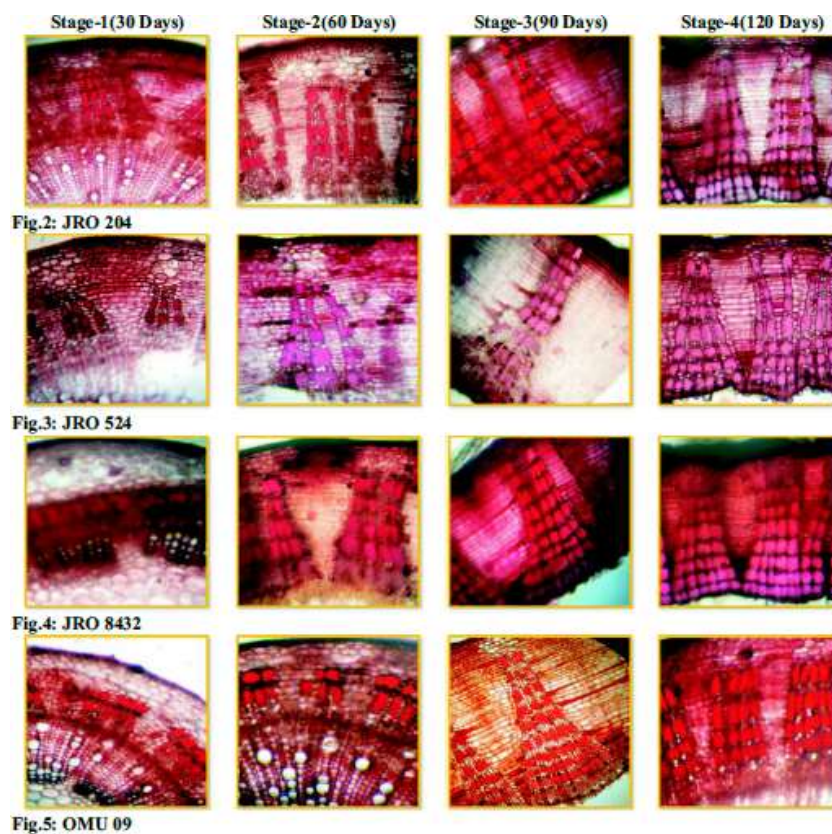 Stage-1(30 Days) Stage-2(60 Days) Stage-3(90 Days) Stage-4(120 Days)
Fig.2: JRO 204
Fig.3: JRO 524
Fig.4: JRO 8432
Fig.5: OMU 09